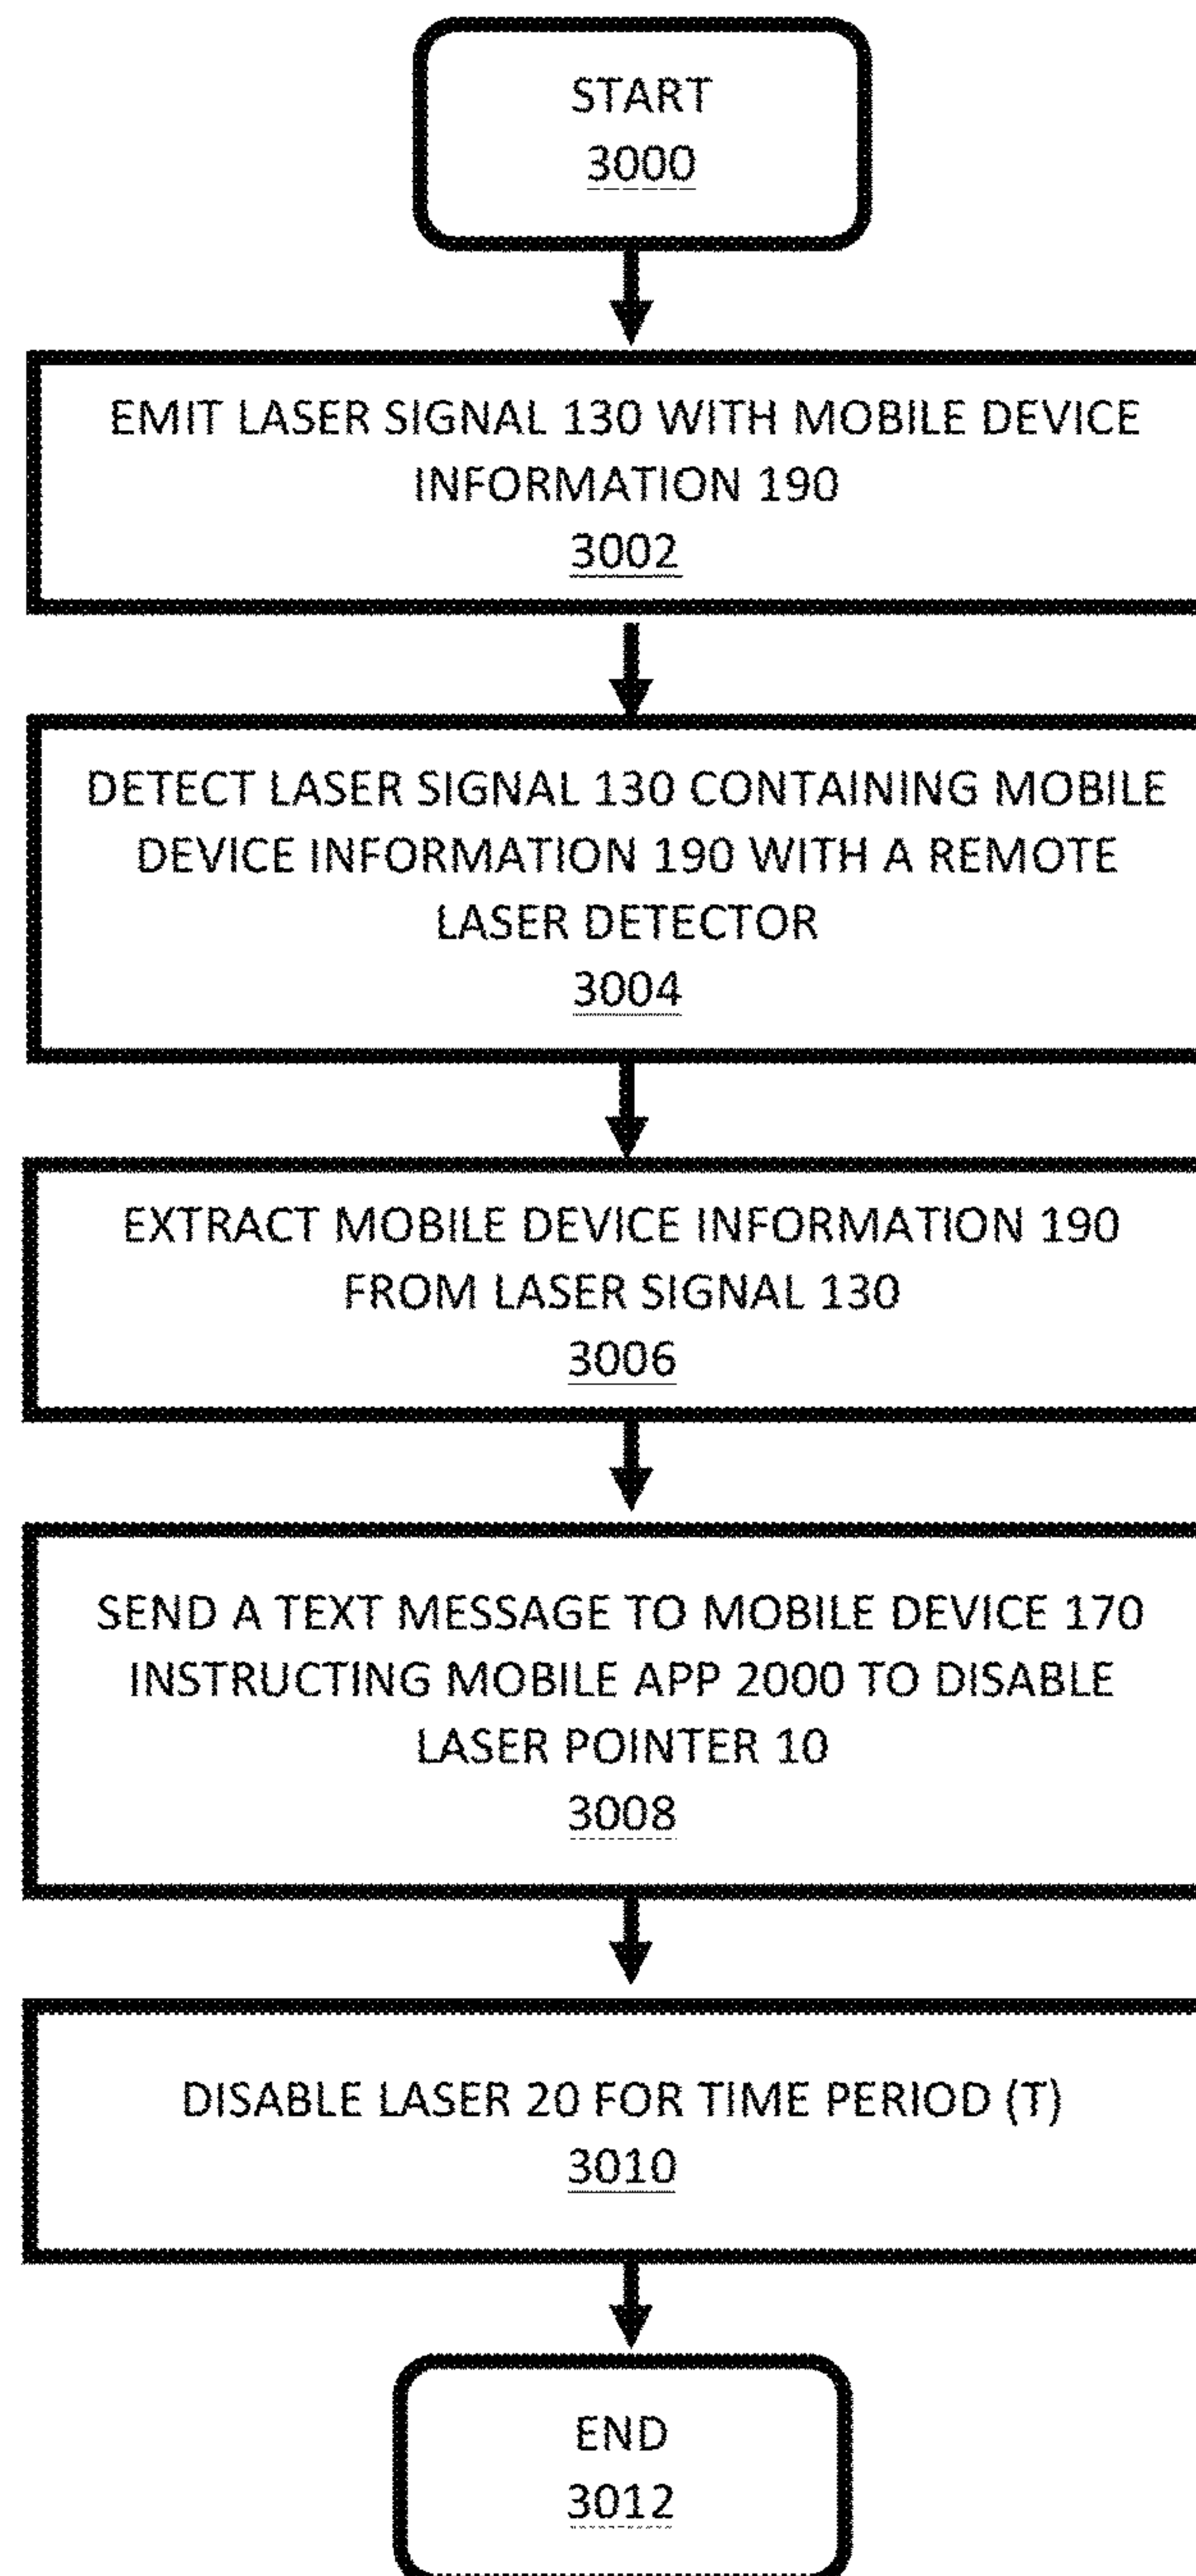 START
3000
EMIT LASER SIGNAL 130 WITH MOBILE DEVICE
INFORMATION 190
3002
DETECT LASER SIGNAL 130 CONTAINING MOBILE
DEVICE INFORMATION 190 WITH A REMOTE
LASER DETECTOR
3004
EXTRACT MOBILE DEVICE INFORMATION 190
FROM LASER SIGNAL 130
3006
SEND A TEXT MESSAGE TO MOBILE DEVICE 170
INSTRUCTING MOBILE APP 2000 TO DISABLE
LASER POINTER 10
3008
DISABLE LASER 20 FOR TIME PERIOD (T)
3010
END
3012